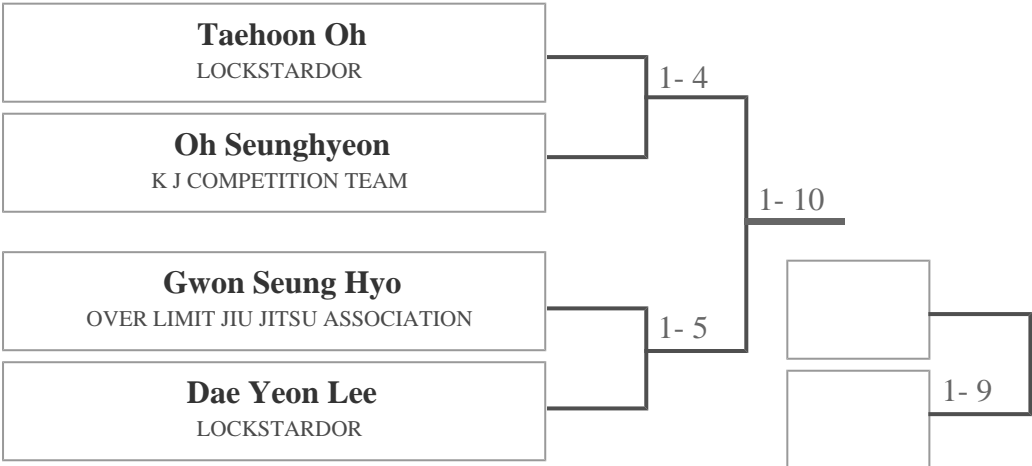 Taehoon Oh
LOCKSTARDOR
1- 4
Oh Seunghyeon
K J COMPETITION TEAM
1- 10
Gwon Seung Hyo
OVER LIMIT JIU JITSU ASSOCIATION
1- 5
Dae Yeon Lee
LOCKSTARDOR
1- 9